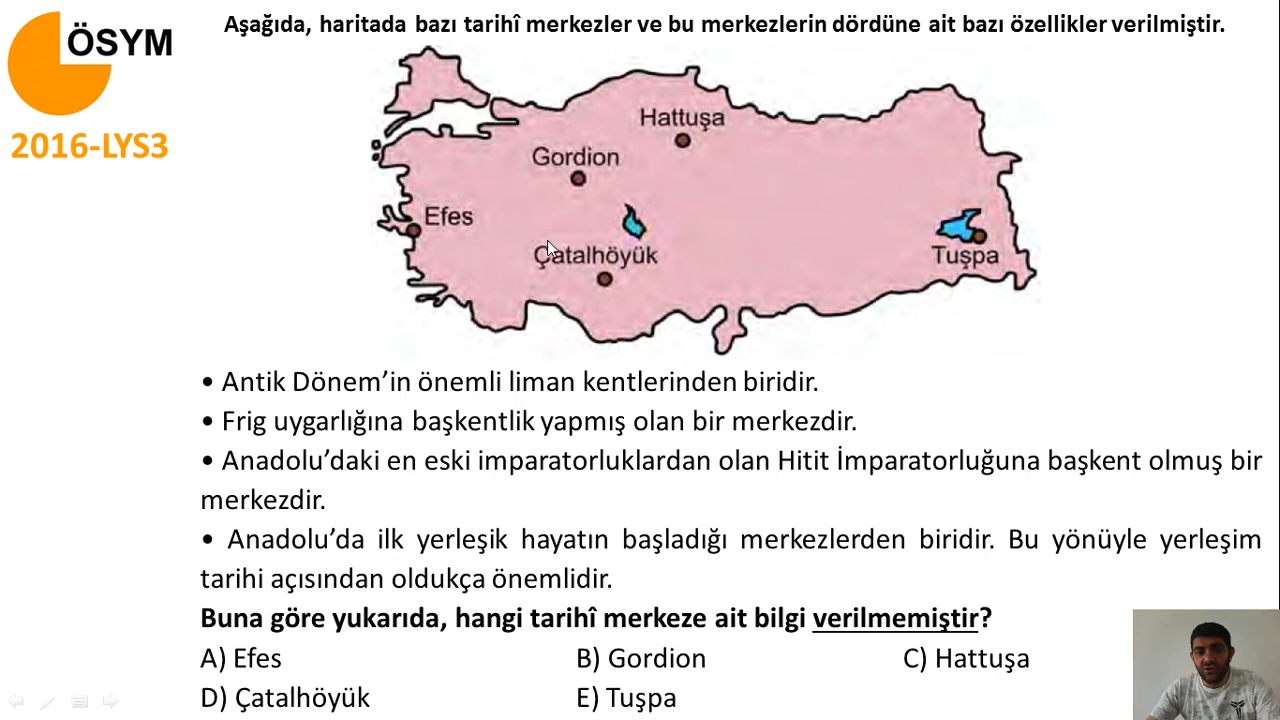 Aşağıda, haritada bazı tarihî merkezler ve bu merkezlerin dördüne ait bazı özellikler verilmiştir.
ÖSYM
2016-LYS3
Hattuşa
Gordion
Efes
Çatalhöyük
Tuşpa
• Antik Dönem’in önemli liman kentlerinden biridir.
• Frig uygarlığına başkentlik yapmış olan bir merkezdir.
• Anadolu’daki en eski imparatorluklardan olan Hitit İmparatorluğuna başkent olmuş bir
merkezdir.
• Anadolu’da ilk yerleşik hayatın başladığı merkezlerden biridir. Bu yönüyle yerleşim
tarihi açısından oldukça önemlidir.
Buna göre yukarıda, hangi tarihî merkeze ait bilgi verilmemiştir?
A) Efes B) Gordion C) Hattuşa
D) Çatalhöyük E) Tuşpa